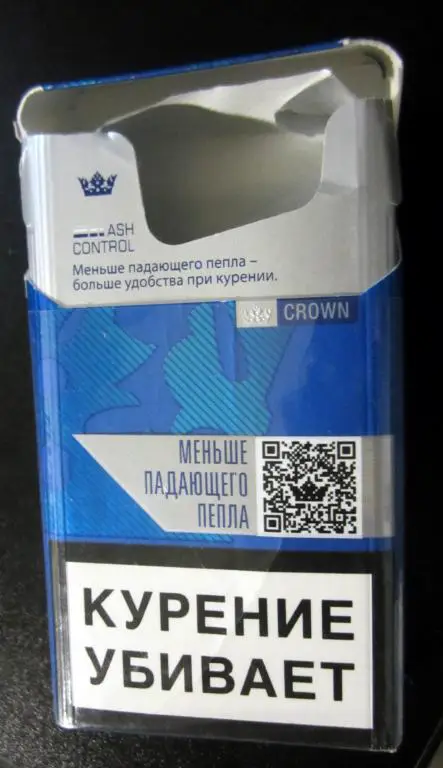 ASH
CONTROL
Меньше падающего пепла –
больше удобства при курении.
CROWN
МЕНЬШЕ
ПАДАЮЩЕГО
ПЕПЛА
КУРЕНИЕ
УБИВАЕТ